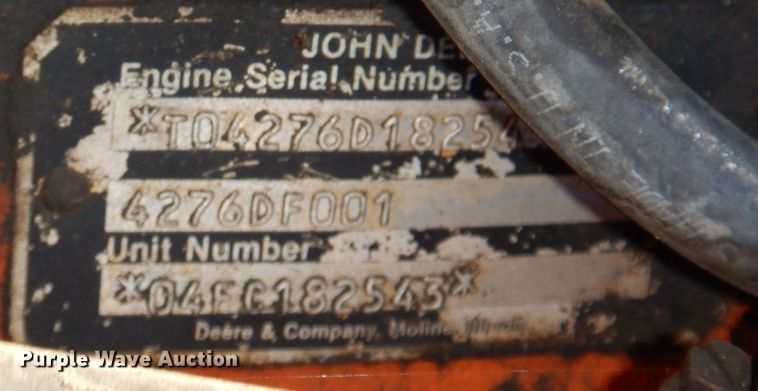 JOHN DE
Engine Serial Number
*T04276D18254
4276DF001
Unit Number
*04FC182543*
Deere & Company, Moline
Purple Wave Auction